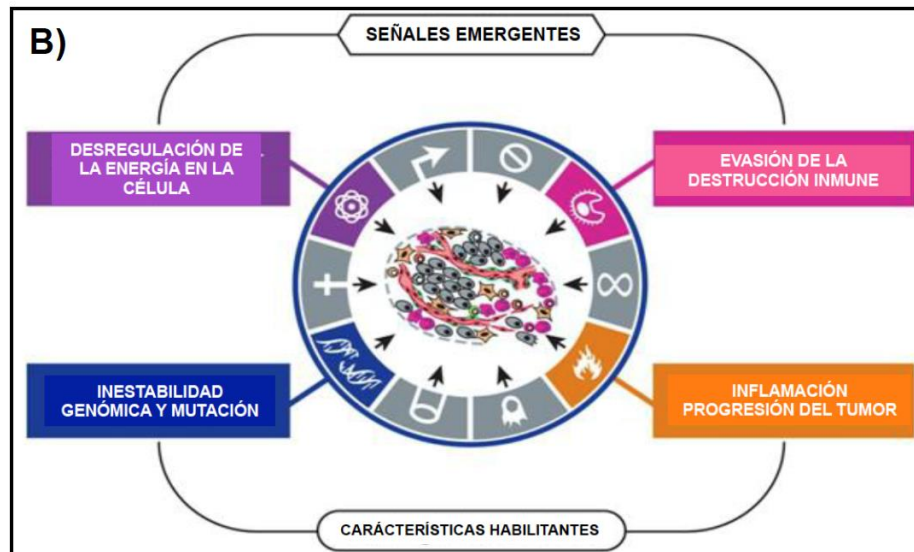 B)
SEÑALES EMERGENTES
DESREGULACIÓN DE
LA ENERGÍA EN LA
CÉLULA
EVASIÓN DE LA
DESTRUCCIÓN INMUNE
INESTABILIDAD
GENÓMICA Y MUTACIÓN
INFLAMACIÓN
PROGRESIÓN DEL TUMOR
CARÁCTERÍSTICAS HABILITANTES